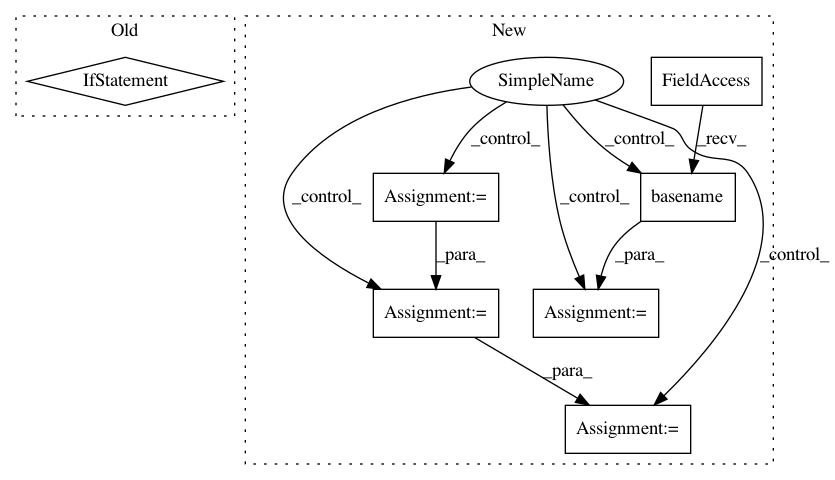 Old
New
IfStatement
SimpleName
FieldAccess
_control_
_control_
_recv_
_control_
_control_
Assignment:=
basename
_control_
_para_
_para_
Assignment:=
Assignment:=
_para_
Assignment:=